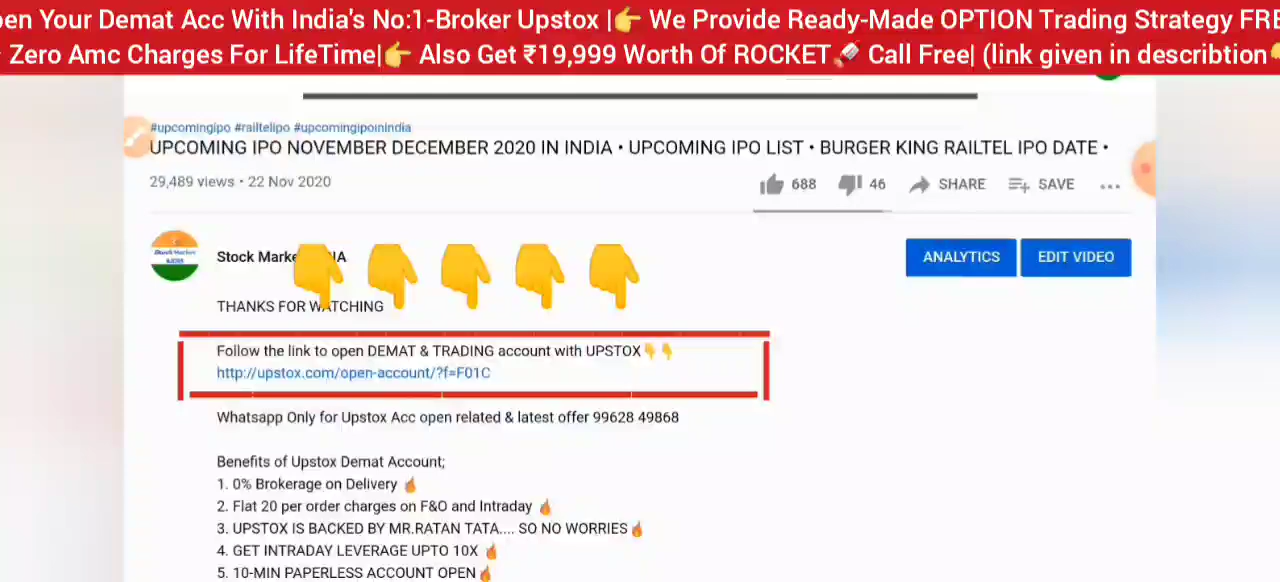 en Your Demat Acc With India's No:1-Broker Upstox |👉 We Provide Ready-Made OPTION Trading Strategy FRE
Zero Amc Charges For LifeTime|👉 Also Get ₹19,999 Worth Of ROCKET🚀 Call Free| (link given in describtion👇
#upcomingipo #railtelipo #upcomingipoinindia
UPCOMING IPO NOVEMBER DECEMBER 2020 IN INDIA • UPCOMING IPO LIST • BURGER KING RAILTEL IPO DATE •
29,489 views • 22 Nov 2020
688 46 SHARE SAVE ...
Stock Marke IA
ANALYTICS EDIT VIDEO
THANKS FOR WATCHING
Follow the link to open DEMAT & TRADING account with UPSTOX👇👇
http://upstox.com/open-account/?f=F01C
Whatsapp Only for Upstox Acc open related & latest offer 99628 49868
Benefits of Upstox Demat Account;
1. 0% Brokerage on Delivery 🔥
2. Flat 20 per order charges on F&O and Intraday 🔥
3. UPSTOX IS BACKED BY MR.RATAN TATA.... SO NO WORRIES🔥
4. GET INTRADAY LEVERAGE UPTO 10X 🔥
5. 10-MIN PAPERLESS ACCOUNT OPEN🔥